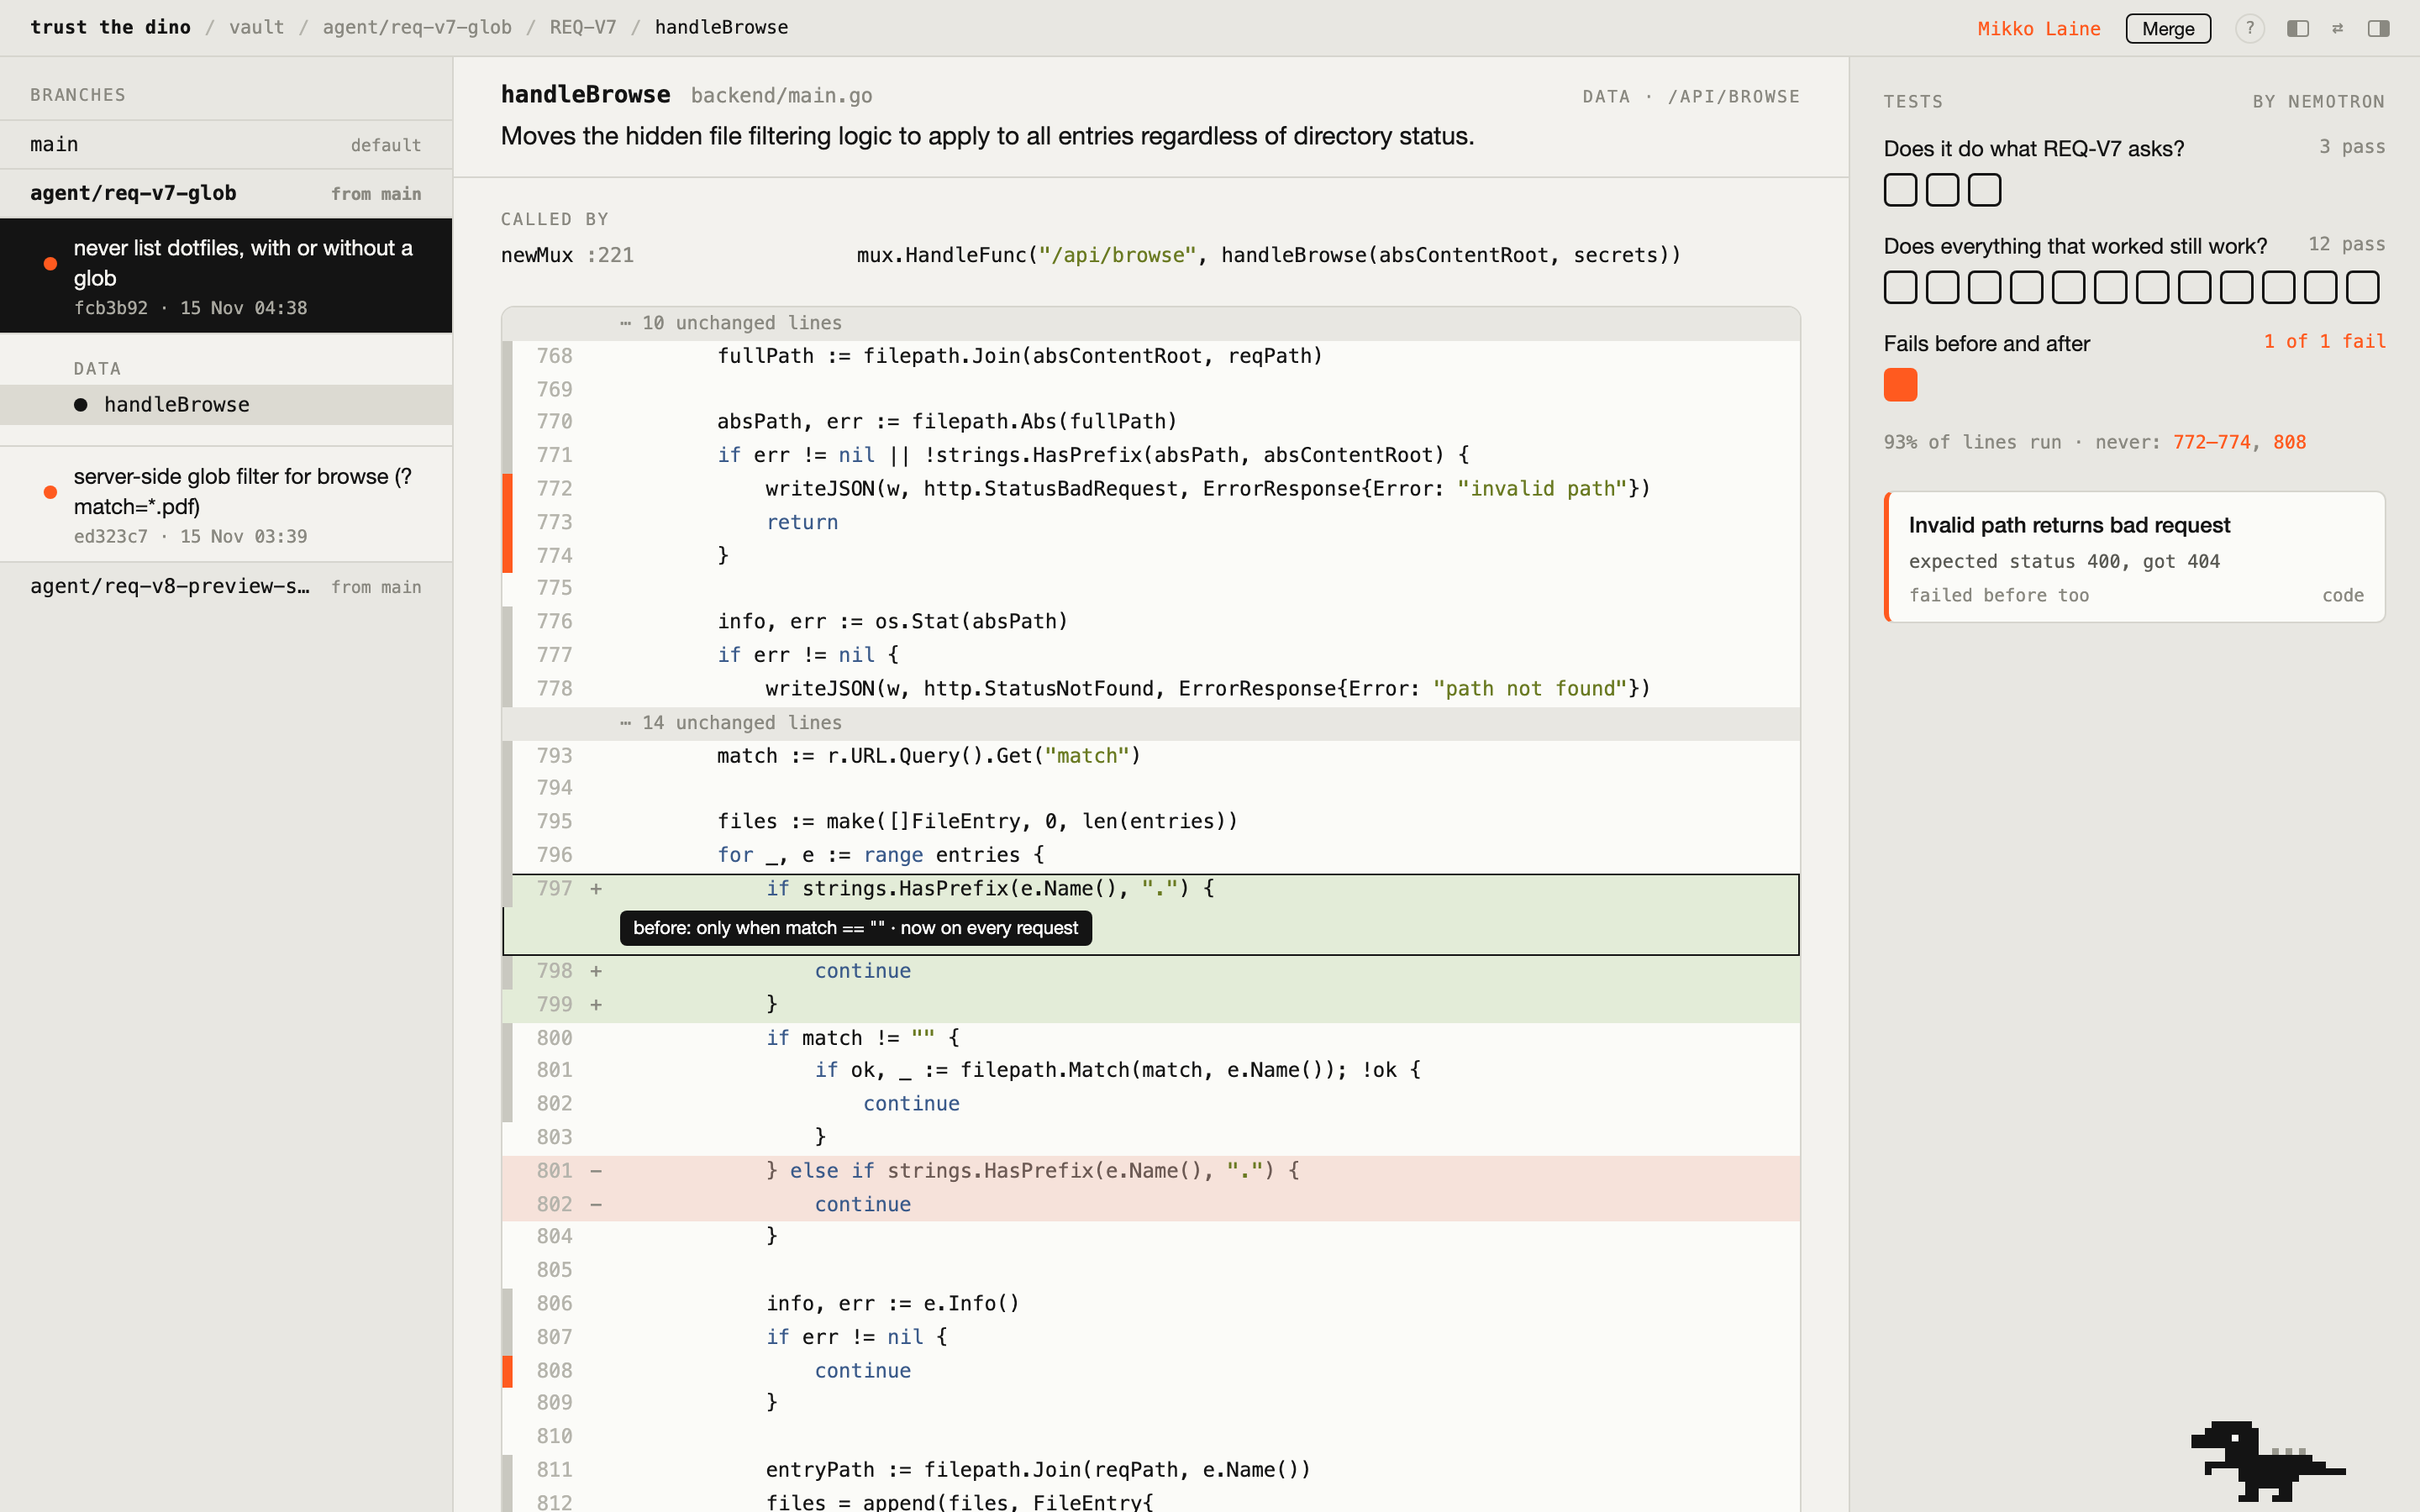 trust the dino / vault / agent/req-v7-glob / REQ-V7 / handleBrowse
Mikko Laine Merge ?
BRANCHES
main default
agent/req-v7-glob from main
never list dotfiles, with or without a
glob
fcb3b92 · 15 Nov 04:38
DATA
handleBrowse
server-side glob filter for browse (?
match=*.pdf)
ed323c7 · 15 Nov 03:39
agent/req-v8-preview-s… from main
handleBrowse backend/main.go DATA · /API/BROWSE
Moves the hidden file filtering logic to apply to all entries regardless of directory status.
CALLED BY
newMux :221 mux.HandleFunc("/api/browse", handleBrowse(absContentRoot, secrets))
⋯ 10 unchanged lines
768 fullPath := filepath.Join(absContentRoot, reqPath)
769
770 absPath, err := filepath.Abs(fullPath)
771 if err != nil || !strings.HasPrefix(absPath, absContentRoot) {
772 writeJSON(w, http.StatusBadRequest, ErrorResponse{Error: "invalid path"})
773 return
774 }
775
776 info, err := os.Stat(absPath)
777 if err != nil {
778 writeJSON(w, http.StatusNotFound, ErrorResponse{Error: "path not found"})
⋯ 14 unchanged lines
793 match := r.URL.Query().Get("match")
794
795 files := make([]FileEntry, 0, len(entries))
796 for _, e := range entries {
797 + if strings.HasPrefix(e.Name(), ".") {
before: only when match == "" · now on every request
798 + continue
799 + }
800 if match != "" {
801 if ok, _ := filepath.Match(match, e.Name()); !ok {
802 continue
803 }
801 − } else if strings.HasPrefix(e.Name(), ".") {
802 − continue
804 }
805
806 info, err := e.Info()
807 if err != nil {
808 continue
809 }
810
811 entryPath := filepath.Join(reqPath, e.Name())
812 files = append(files, FileEntry{
TESTS BY NEMOTRON
Does it do what REQ-V7 asks? 3 pass
Does everything that worked still work? 12 pass
Fails before and after 1 of 1 fail
93% of lines run · never: 772–774, 808
Invalid path returns bad request
expected status 400, got 404
failed before too code